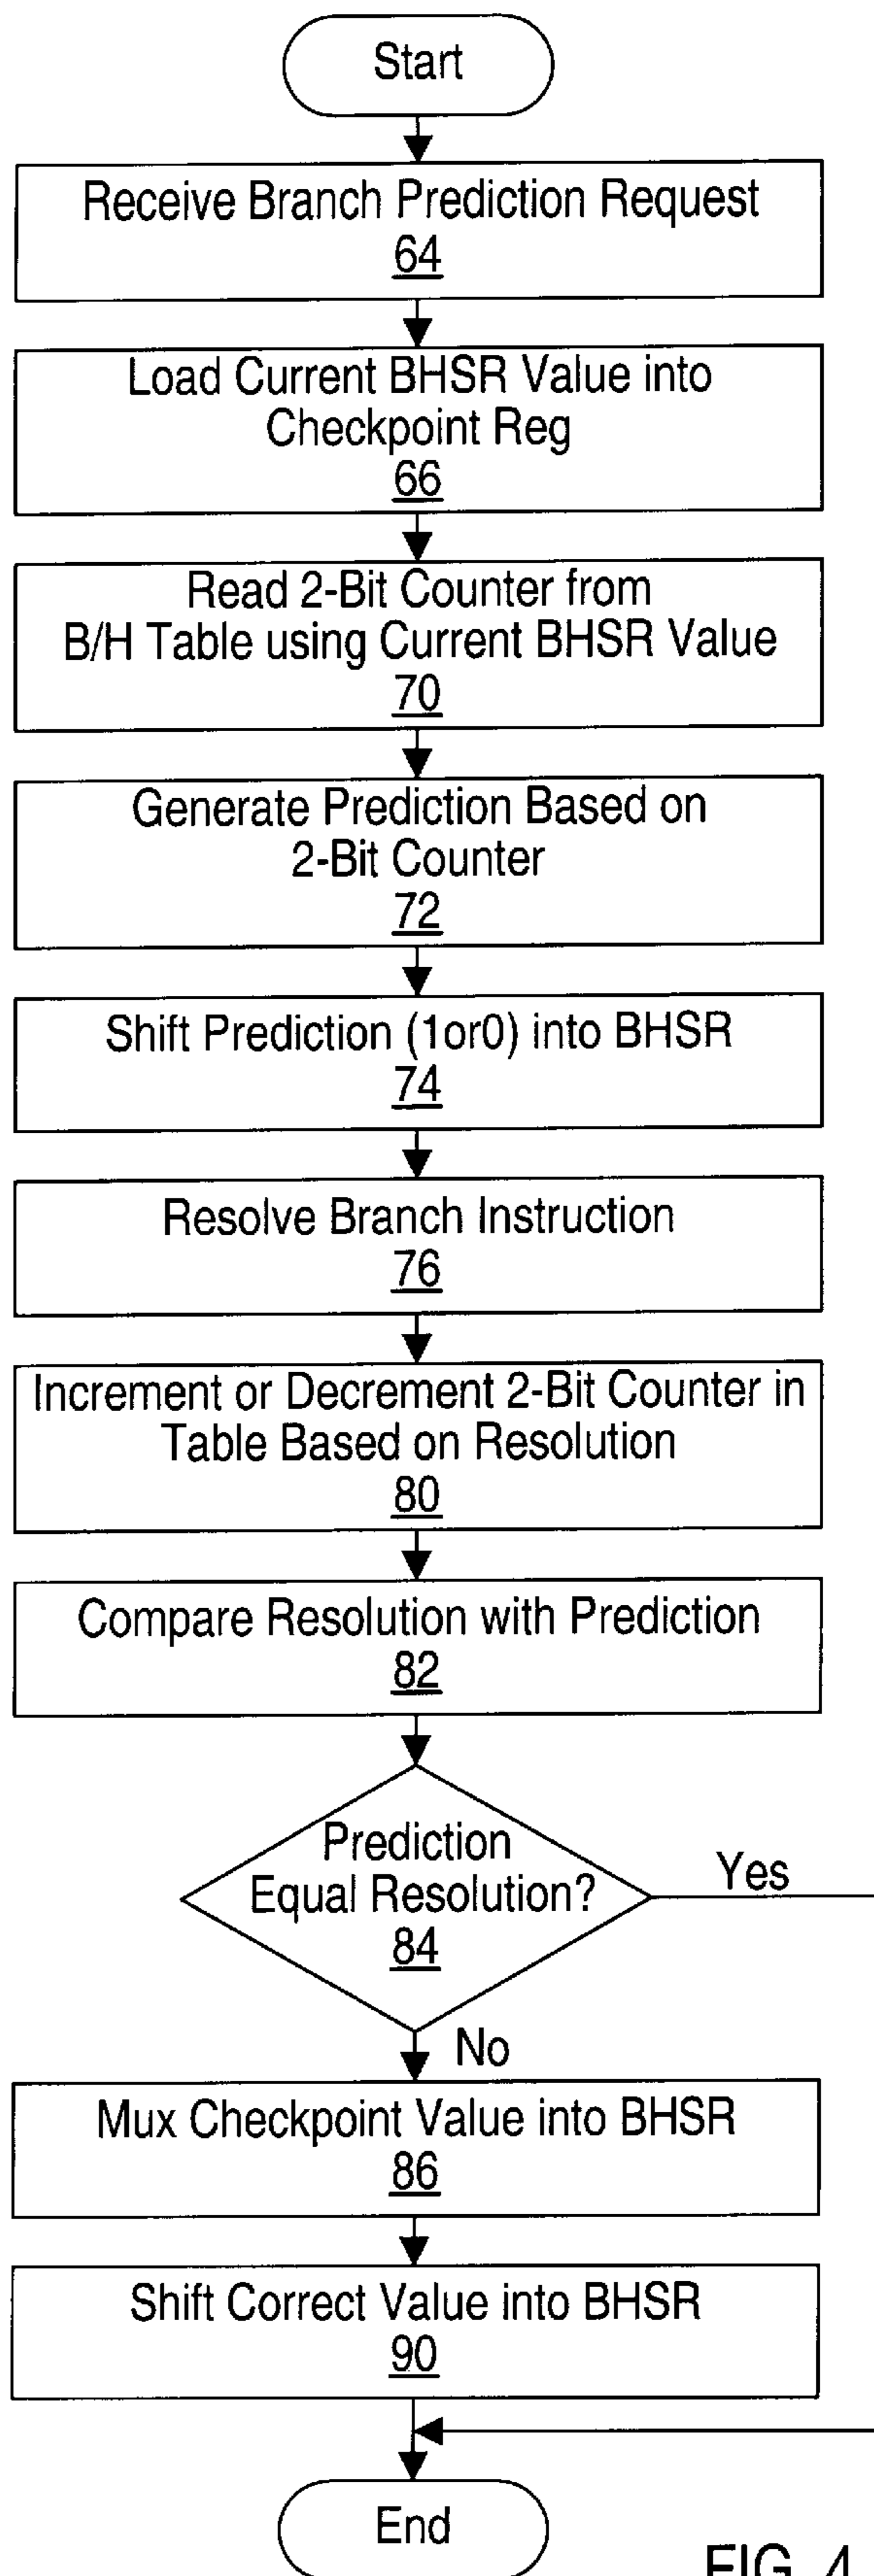 Start
Receive Branch Prediction Request
64
Load Current BHSR Value into
Checkpoint Reg
66
Read 2-Bit Counter from
B/H Table using Current BHSR Value
70
Generate Prediction Based on
2-Bit Counter
72
Shift Prediction (1or0) into BHSR
74
Resolve Branch Instruction
76
Increment or Decrement 2-Bit Counter in
Table Based on Resolution
80
Compare Resolution with Prediction
82
Prediction
Equal Resolution?
84
Yes
No
Mux Checkpoint Value into BHSR
86
Shift Correct Value into BHSR
90
End
FIG. 4